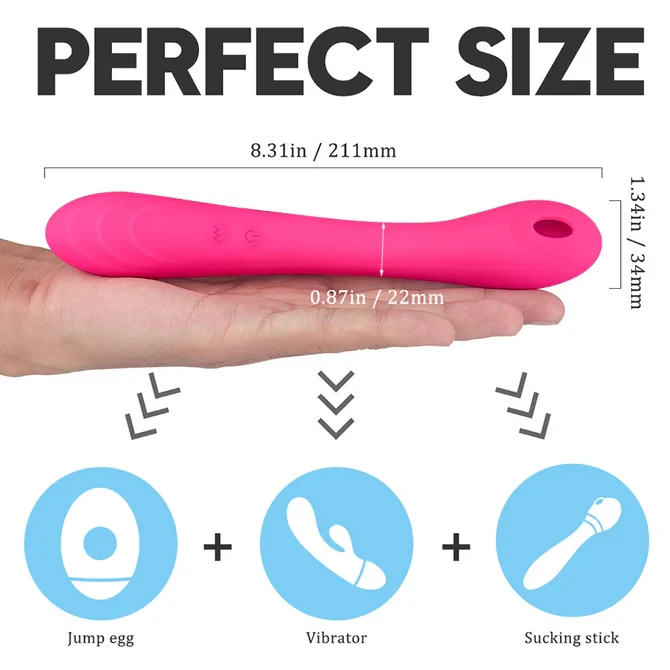 PERFECT SIZE
8.31in / 211mm
1.34in / 34mm
0.87in / 22mm
Jump egg
+
Vibrator
+
Sucking stick